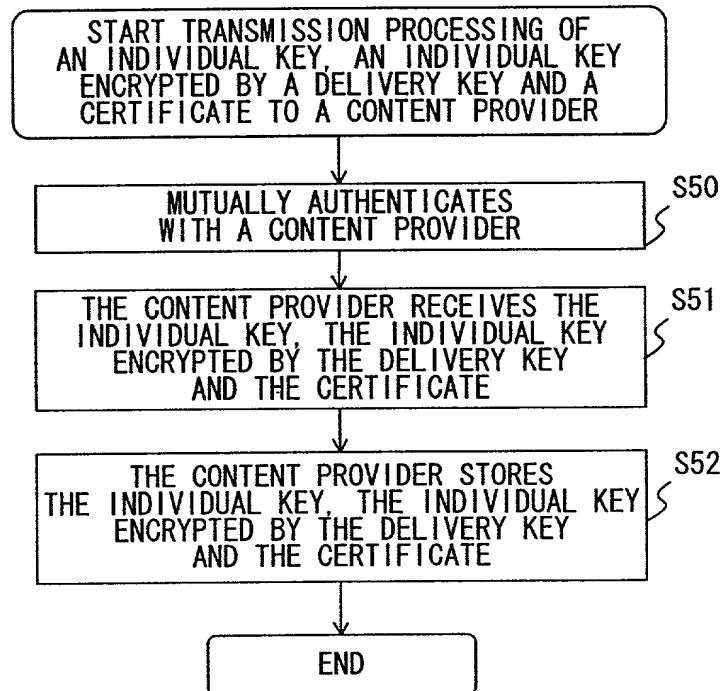 START TRANSMISSION PROCESSING OF
AN INDIVIDUAL KEY, AN INDIVIDUAL KEY
ENCRYPTED BY A DELIVERY KEY AND A
CERTIFICATE TO A CONTENT PROVIDER
S50
MUTUALLY AUTHENTICATES
WITH A CONTENT PROVIDER
S51
THE CONTENT PROVIDER RECEIVES THE
INDIVIDUAL KEY, THE INDIVIDUAL KEY
ENCRYPTED BY THE DELIVERY KEY
AND THE CERTIFICATE
S52
THE CONTENT PROVIDER STORES
THE INDIVIDUAL KEY, THE INDIVIDUAL KEY
ENCRYPTED BY THE DELIVERY KEY
AND THE CERTIFICATE
END